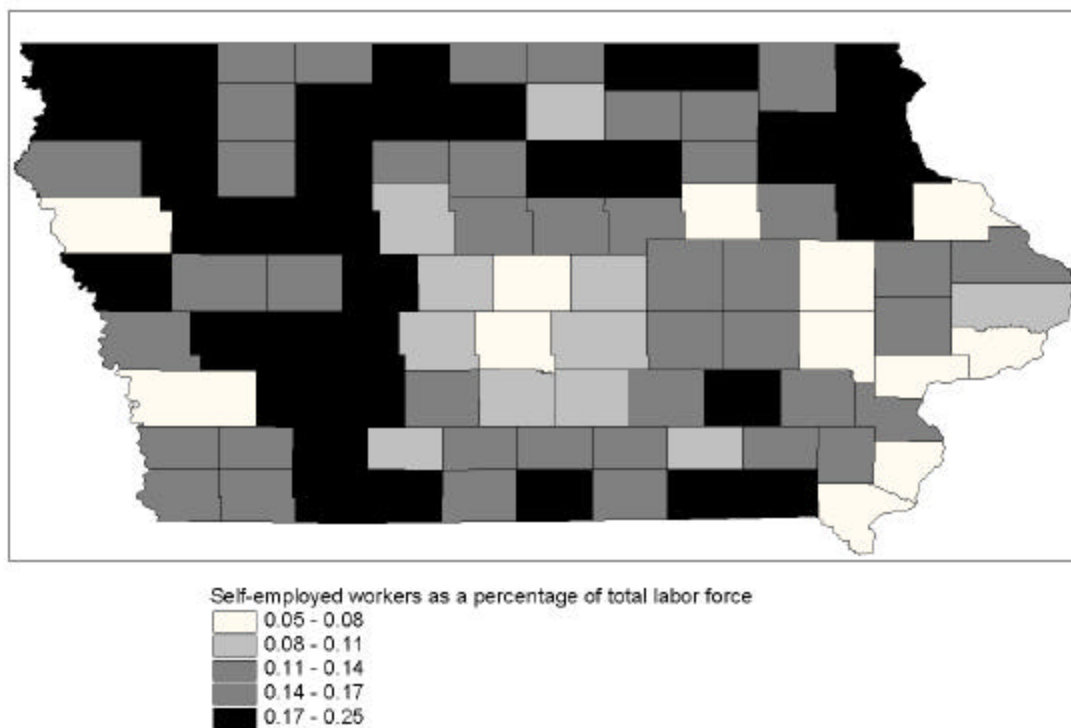 Self-employed workers as a percentage of total labor force
0.05 - 0.08
0.08 - 0.11
0.11 - 0.14
0.14 - 0.17
0.17 - 0.25